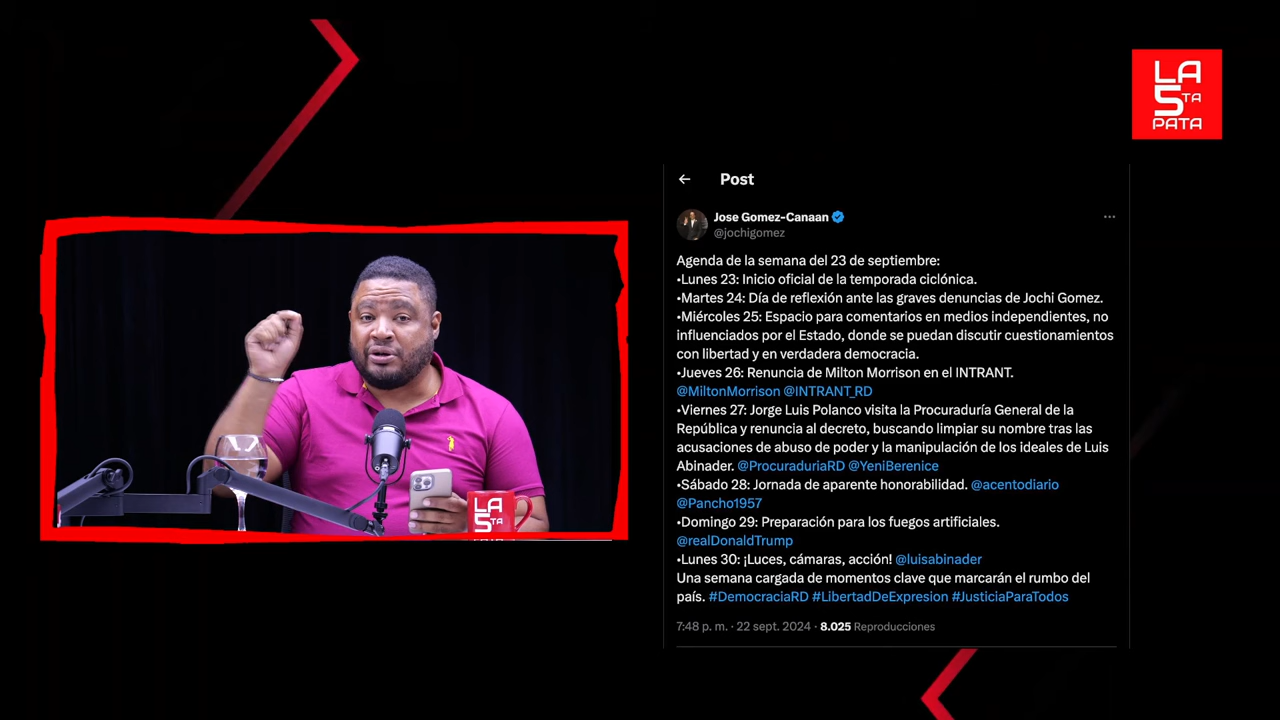 LA
5TA
PATA
Post
Jose Gomez-Canaan
@jochigomez
Agenda de la semana del 23 de septiembre:
•Lunes 23: Inicio oficial de la temporada ciclónica.
•Martes 24: Día de reflexión ante las graves denuncias de Jochi Gomez.
•Miércoles 25: Espacio para comentarios en medios independientes, no
influenciados por el Estado, donde se puedan discutir cuestionamientos
con libertad y en verdadera democracia.
•Jueves 26: Renuncia de Milton Morrison en el INTRANT.
@MiltonMorrison @INTRANT_RD
•Viernes 27: Jorge Luis Polanco visita la Procuraduría General de la
República y renuncia al decreto, buscando limpiar su nombre tras las
acusaciones de abuso de poder y la manipulación de los ideales de Luis
Abinader. @ProcuraduriaRD @YeniBerenice
•Sábado 28: Jornada de aparente honorabilidad. @acentodiario
@Pancho1957
•Domingo 29: Preparación para los fuegos artificiales.
@realDonaldTrump
•Lunes 30: ¡Luces, cámaras, acción! @luisabinader
Una semana cargada de momentos clave que marcarán el rumbo del
país. #DemocraciaRD #LibertadDeExpresion #JusticiaParaTodos
7:48 p. m. · 22 sept. 2024 · 8.025 Reproducciones
LA
5TA